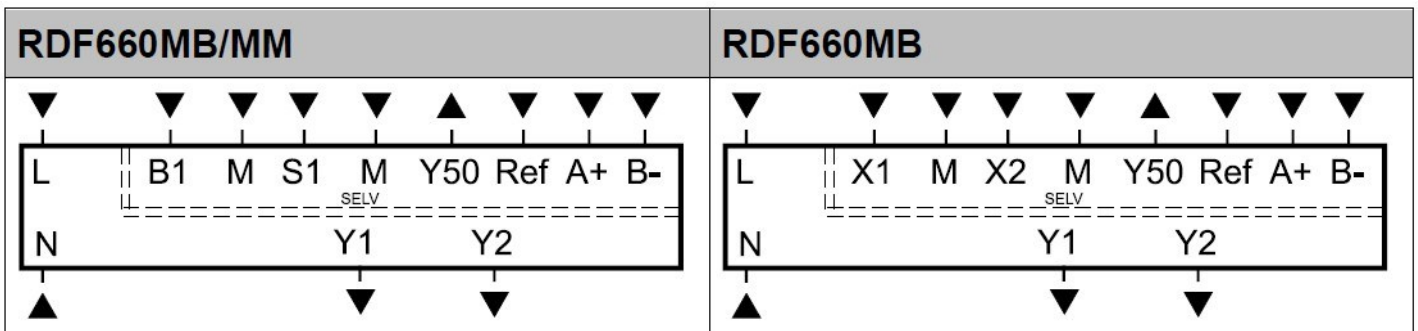 RDF660MB/MM
L B1 M S1 M Y50 Ref A+ B-
SELV
N Y1 Y2
RDF660MB
L X1 M X2 M Y50 Ref A+ B-
SELV
N Y1 Y2